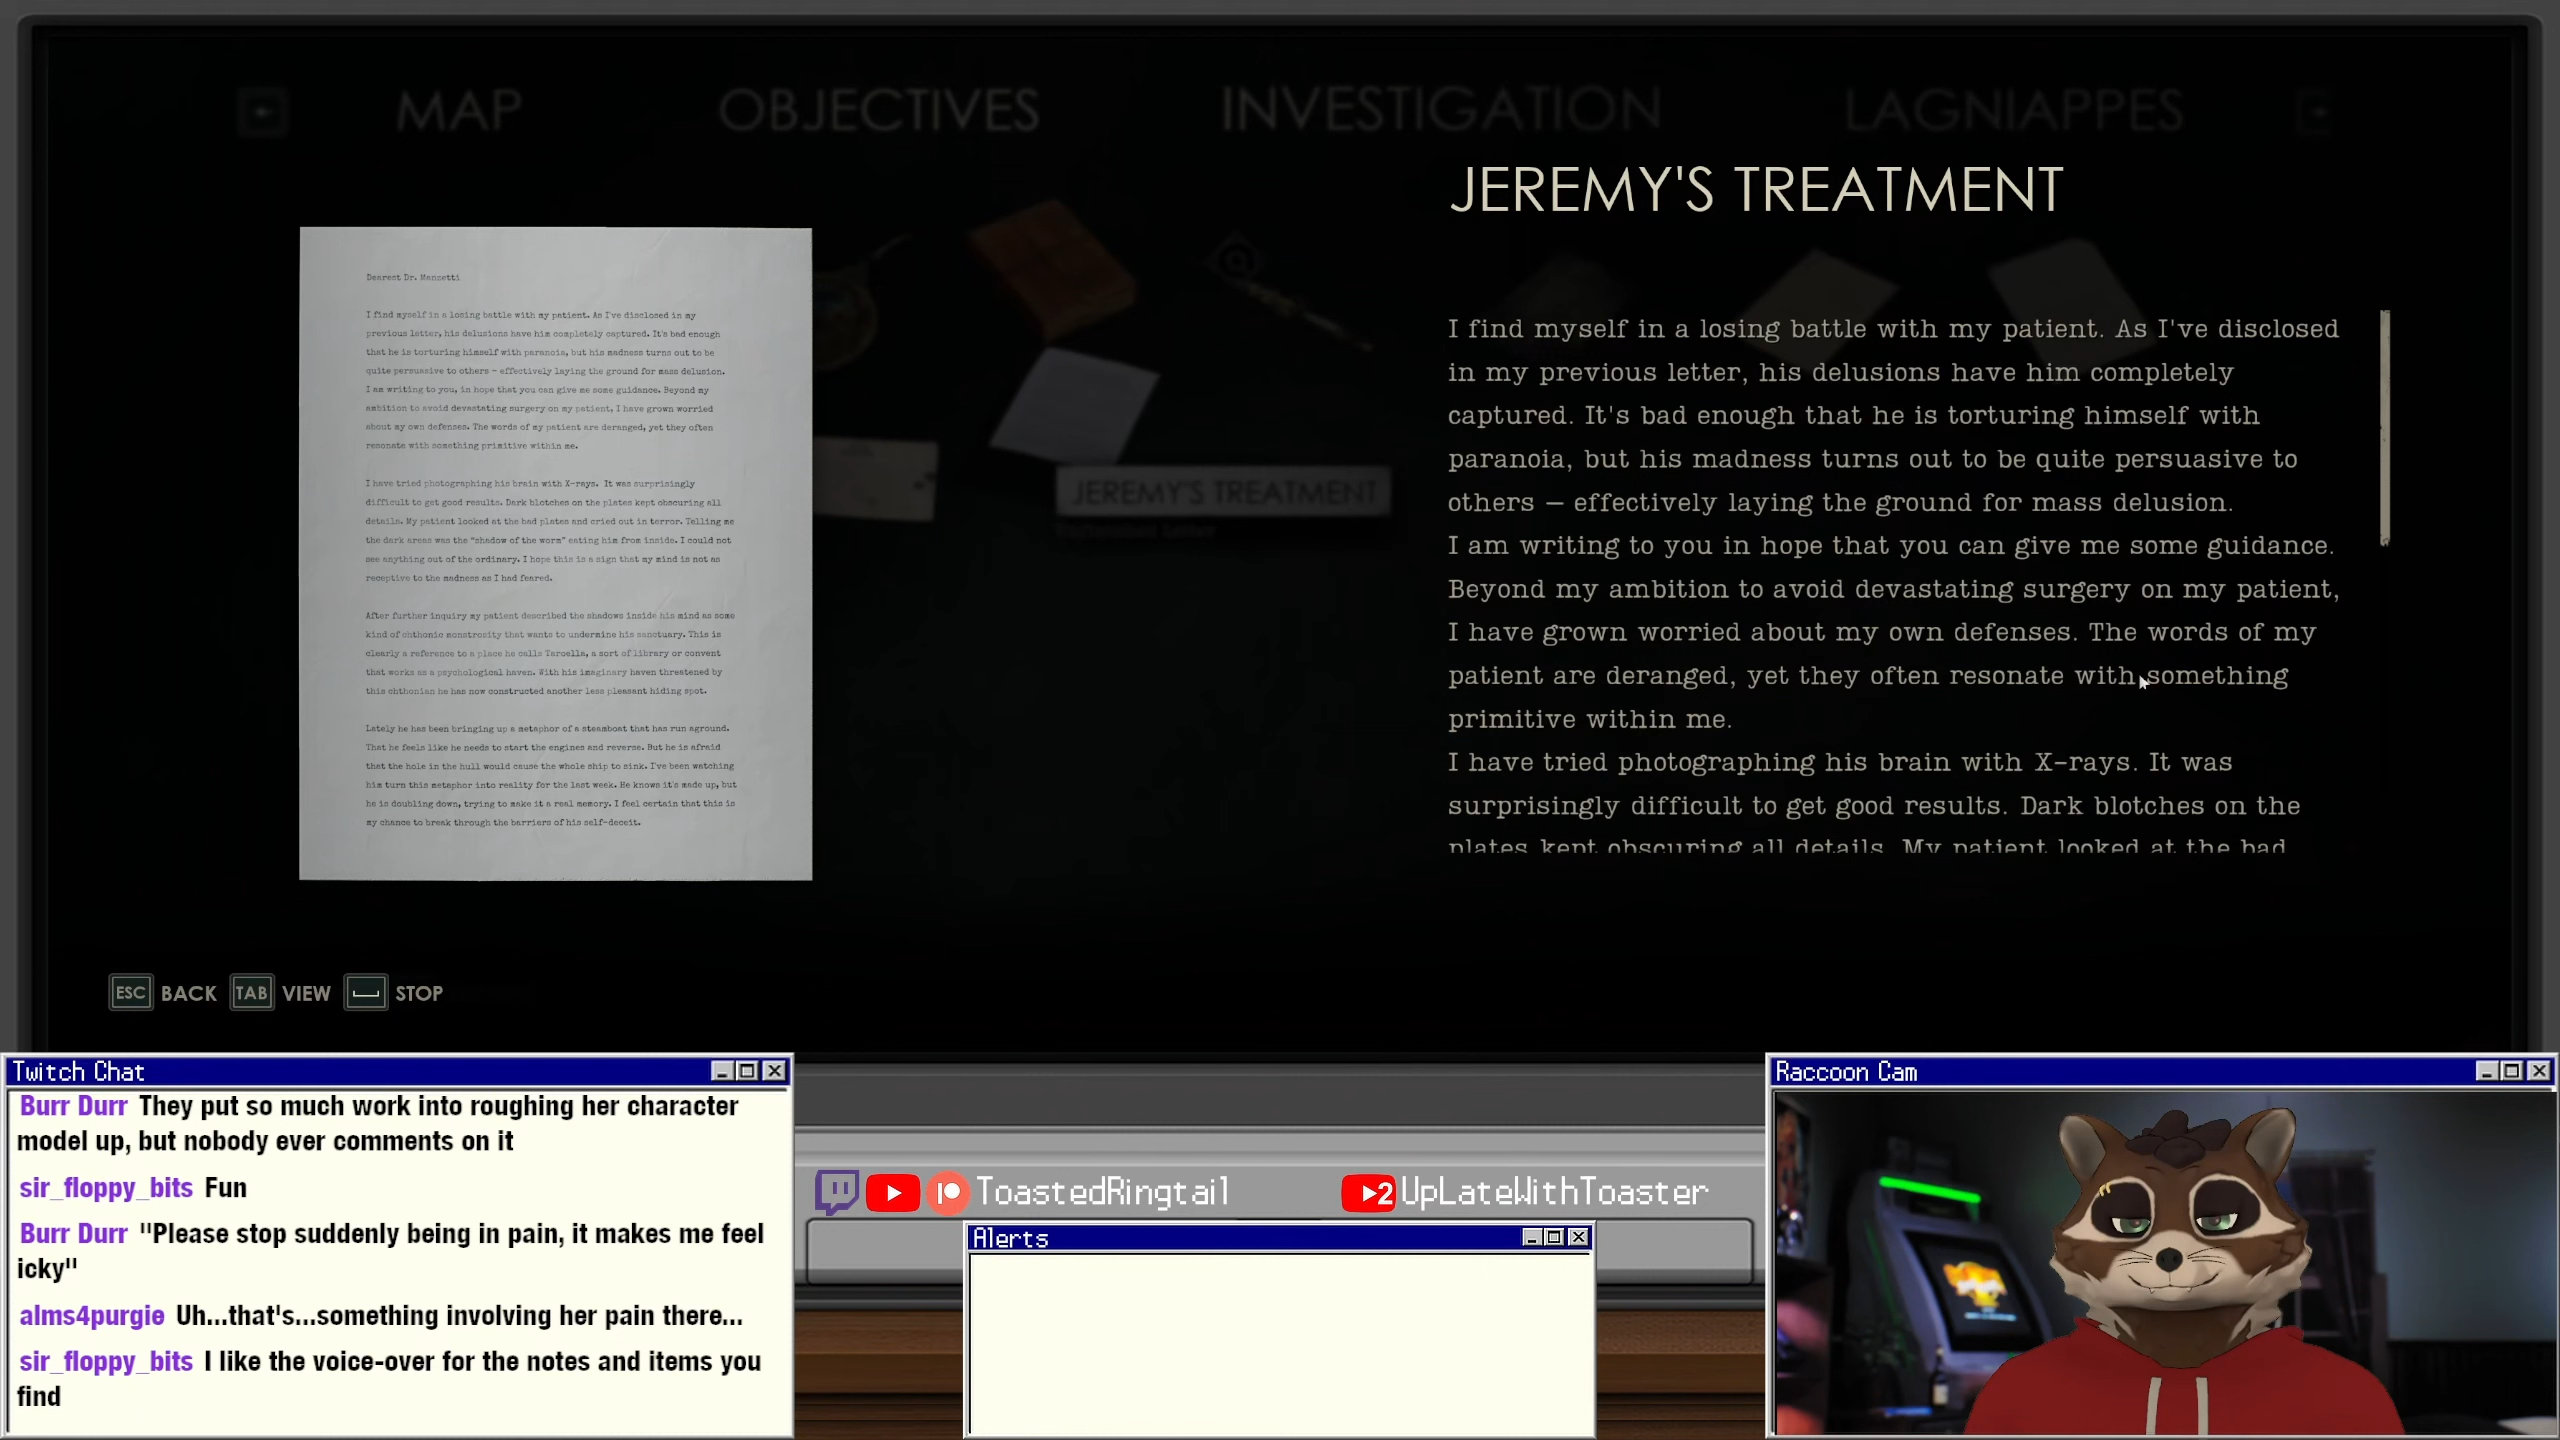 MAP
OBJECTIVES
INVESTIGATION
LAGNIAPPES
JEREMY'S TREATMENT
Dearest Dr. Mansetti
I find myself in a losing battle with my patient. As I've disclosed in my
previous letter, his delusions have him completely captured. It's bad enough
that he is torturing himself with paranoia, but his madness turns out to be
quite persuasive to others – effectively laying the ground for mass delusion.
I am writing to you, in hope that you can give me some guidance. Beyond my
ambition to avoid devastating surgery on my patient, I have grown worried
about my own defenses. The words of my patient are deranged, yet they often
resonate with something primitive within me.
I have tried photographing his brain with X-rays. It was surprisingly
difficult to get good results. Dark blotches on the plates kept obscuring all
details. My patient looked at the bad plates and cried out in terror. Telling me
the dark areas was the "shadow of the worm" eating him from inside. I could not
see anything out of the ordinary. I hope this is a sign that my mind is not as
receptive to the madness as I had feared.
After further inquiry my patient described the shadows inside his mind as some
kind of chthonic monstrosity that wants to undermine his sanctuary. This is
clearly a reference to a place he calls Taroella, a sort of library or convent
that works as a psychological haven. With his imaginary haven threatened by
this chthonian he has now constructed another less pleasant hiding spot.
Lately he has been bringing up a metaphor of a steamboat that has run aground.
That he feels like he needs to start the engines and reverse. But he is afraid
that the hole in the hull would cause the whole ship to sink. I've been watching
him turn this metaphor into reality for the last week. He knows it's made up, but
he is doubling down, trying to make it a real memory. I feel certain that this is
my chance to break through the barriers of his self-deceit.
JEREMY'S TREATMENT
I find myself in a losing battle with my patient. As I've disclosed
in my previous letter, his delusions have him completely
captured. It's bad enough that he is torturing himself with
paranoia, but his madness turns out to be quite persuasive to
others – effectively laying the ground for mass delusion.
I am writing to you in hope that you can give me some guidance.
Beyond my ambition to avoid devastating surgery on my patient,
I have grown worried about my own defenses. The words of my
patient are deranged, yet they often resonate with something
primitive within me.
I have tried photographing his brain with X-rays. It was
surprisingly difficult to get good results. Dark blotches on the
plates kept obscuring all details. My patient looked at the bad
ESC BACK TAB VIEW STOP
Twitch Chat
Burr Durr They put so much work into roughing her character
model up, but nobody ever comments on it
sir_floppy_bits Fun
Burr Durr "Please stop suddenly being in pain, it makes me feel
icky"
alms4purgie Uh...that's...something involving her pain there...
sir_floppy_bits I like the voice-over for the notes and items you
find
ToastedRingtail
2 UpLateWithToaster
Alerts
Raccoon Cam